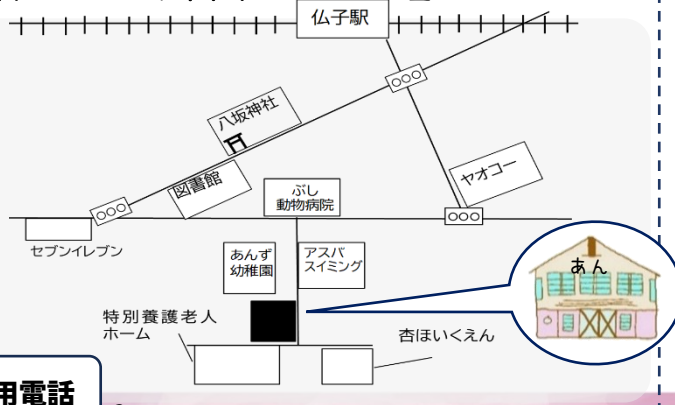 仏子駅
八坂神社
図書館
ヤオコー
ぶし
動物病院
セブンイレブン
あんず
幼稚園
アスバ
スイミング
あん
特別養護老人
ホーム
杏ほいくえん
用電話